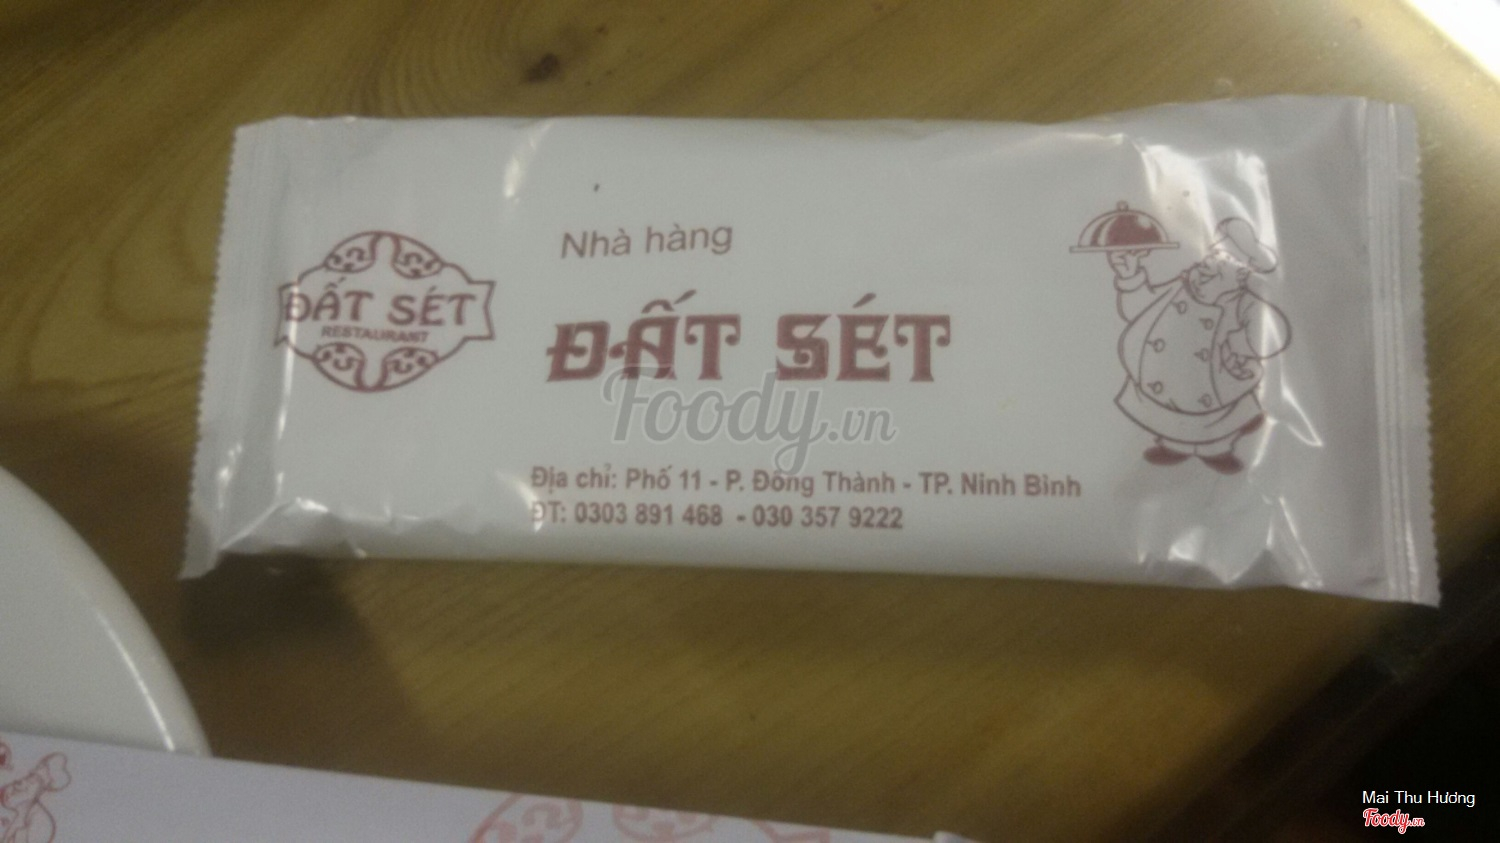 Nhà hàng
ĐẤT SÉT
RESTAURANT
ĐẤT SÉT
Foody.vn
Địa chỉ: Phố 11 - P. Đông Thành - TP. Ninh Bình
ĐT: 0303 891 468 - 030 357 9222
Mai Thu Hương
Foody.vn